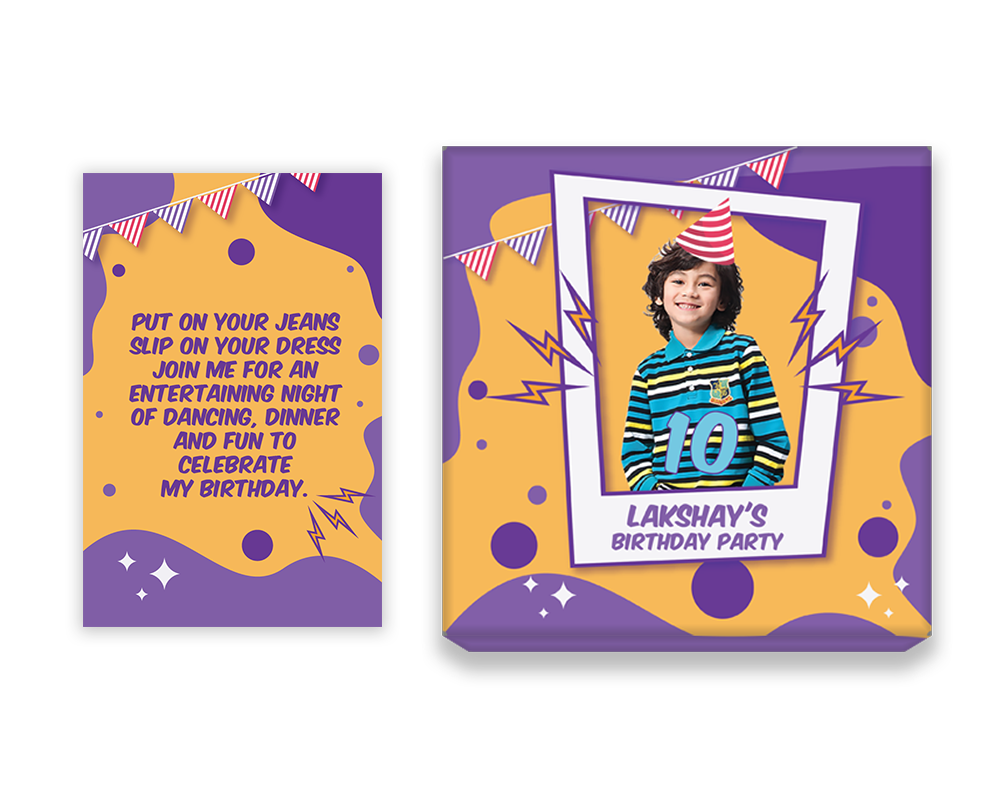 PUT ON YOUR JEANS
SLIP ON YOUR DRESS
JOIN ME FOR AN
ENTERTAINING NIGHT
OF DANCING, DINNER
AND FUN TO
CELEBRATE
MY BIRTHDAY.
10
LAKSHAY'S
BIRTHDAY PARTY